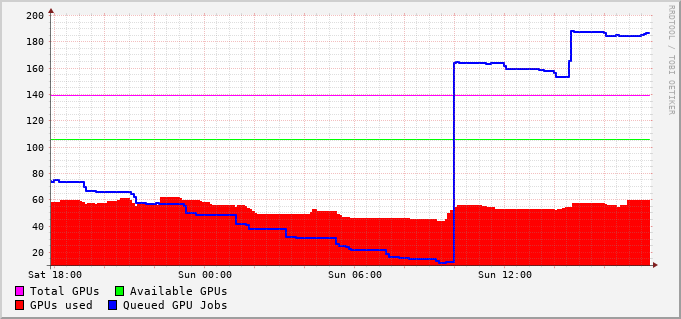 200
180
160
140
120
100
80
60
40
20
Sat 18:00 Sun 00:00 Sun 06:00 Sun 12:00
Total GPUs Available GPUs
GPUs used Queued GPU Jobs
RRDTOOL / TOBI OETIKER